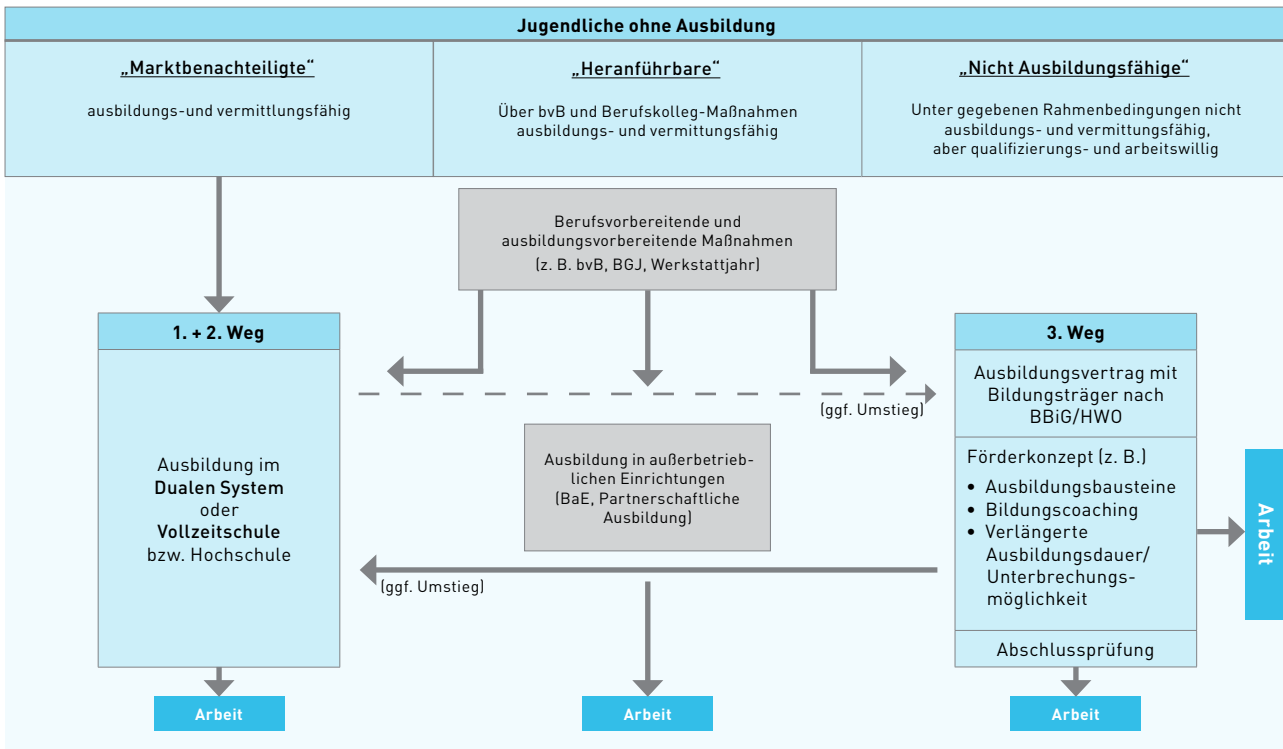 Jugendliche ohne Ausbildung
„Marktbenachteiligte“
ausbildungs-und vermittlungsfähig
„Heranführbare“
Über bvB und Berufskolleg-Maßnahmen
ausbildungs- und vermittungsfähig
„Nicht Ausbildungsfähige“
Unter gegebenen Rahmenbedingungen nicht
ausbildungs- und vermittungsfähig,
aber qualifizierungs- und arbeitswillig
Berufsvorbereitende und
ausbildungsvorbereitende Maßnahmen
(z. B. bvB, BGJ, Werkstattjahr)
1. + 2. Weg
Ausbildung im
Dualen System
oder
Vollzeitschule
bzw. Hochschule
(ggf. Umstieg)
Ausbildung in außerbetrieb-
lichen Einrichtungen
(BaE, Partnerschaftliche
Ausbildung)
(ggf. Umstieg)
3. Weg
Ausbildungsvertrag mit
Bildungsträger nach
BBiG/HWO
Förderkonzept (z. B.)
• Ausbildungsbausteine
• Bildungscoaching
• Verlängerte
Ausbildungsdauer/
Unterbrechungs-
möglichkeit
Abschlussprüfung
Arbeit
Arbeit
Arbeit
Arbeit